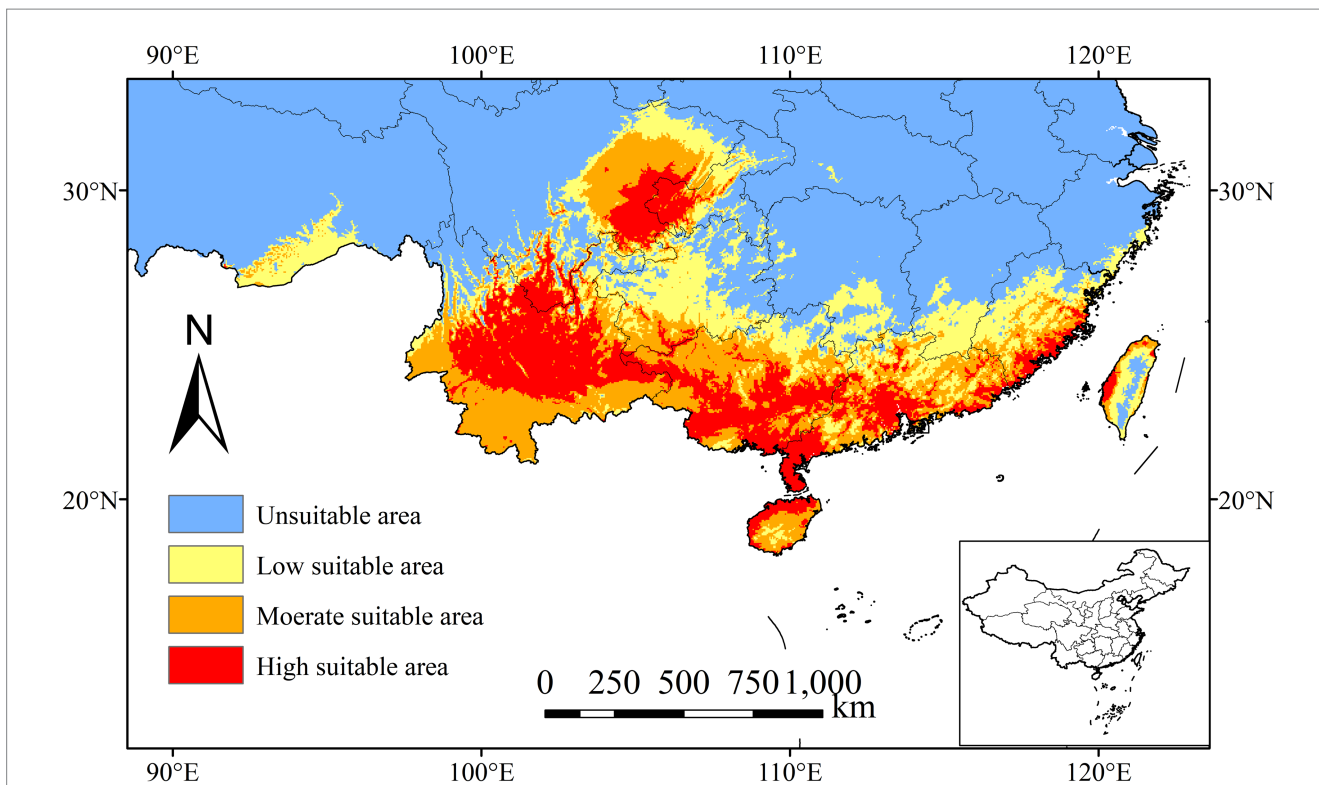 90°E 100°E 110°E 120°E
30°N 30°N
N
20°N 20°N
Unsuitable area
Low suitable area
Moerate suitable area
High suitable area
0 250 500 750 1,000
km
90°E 100°E 110°E 120°E